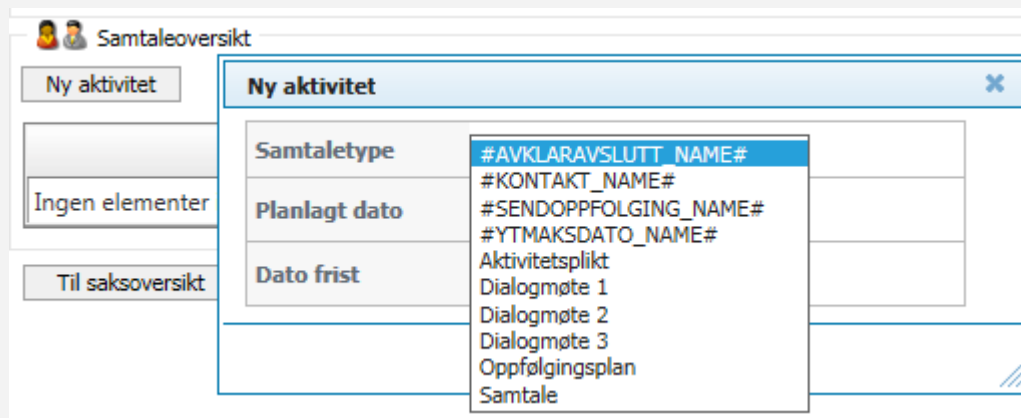 Samtaleoversikt
Ny aktivitet
Ny aktivitet
Samtaletype
#AVKLARAVSLUTT_NAME#
#KONTAKT_NAME#
#SENDOPPFOLGING_NAME#
#YTMAKSDATO_NAME#
Aktivitetsplikt
Dialogmøte 1
Dialogmøte 2
Dialogmøte 3
Oppfølgingsplan
Samtale
Ingen elementer
Planlagt dato
Dato frist
Til saksoversikt